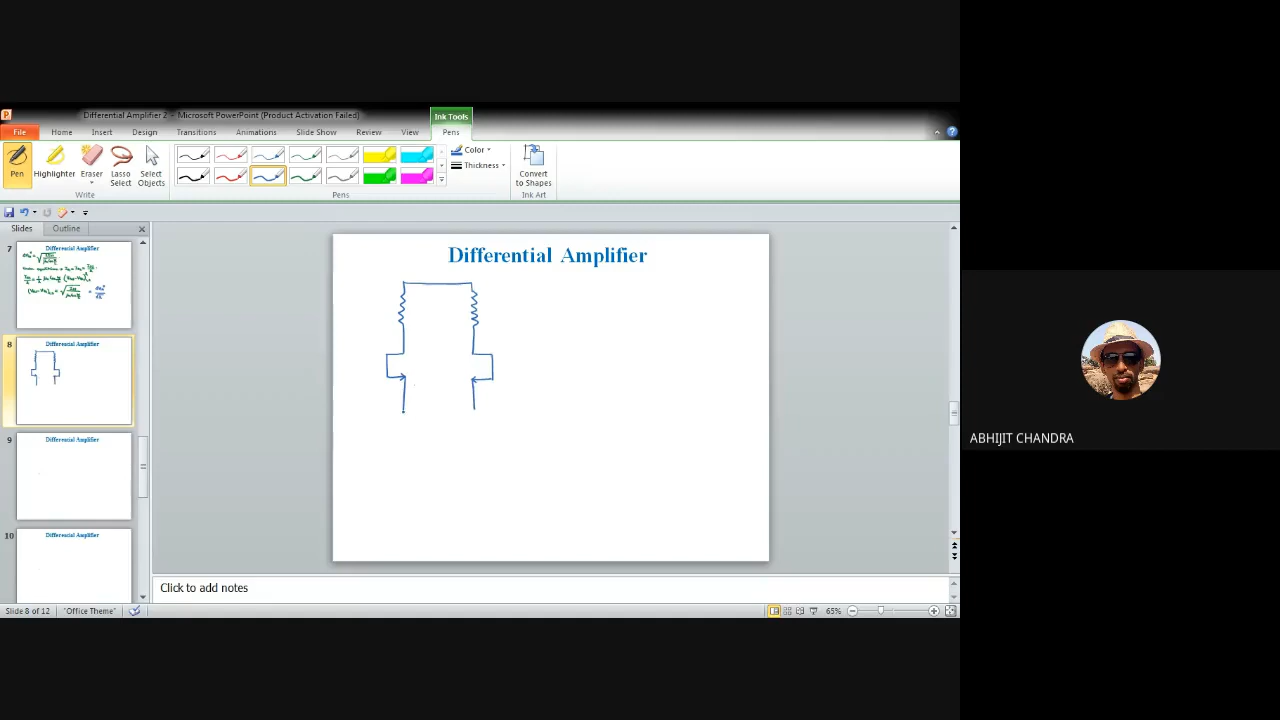 Differential Amplifier 2 - Microsoft PowerPoint (Product Activation Failed)
Ink Tools
File Home Insert Design Transitions Animations Slide Show Review View Pens
Pen Highlighter Eraser Lasso Select Select Objects
Color
Thickness
Convert to Shapes
Write Pens Ink Art
Slides Outline
7
Differential Amplifier
8
Differential Amplifier
9
Differential Amplifier
10
Differential Amplifier
Differential Amplifier
ABHIJIT CHANDRA
Click to add notes
Slide 8 of 12 "Office Theme" 65%